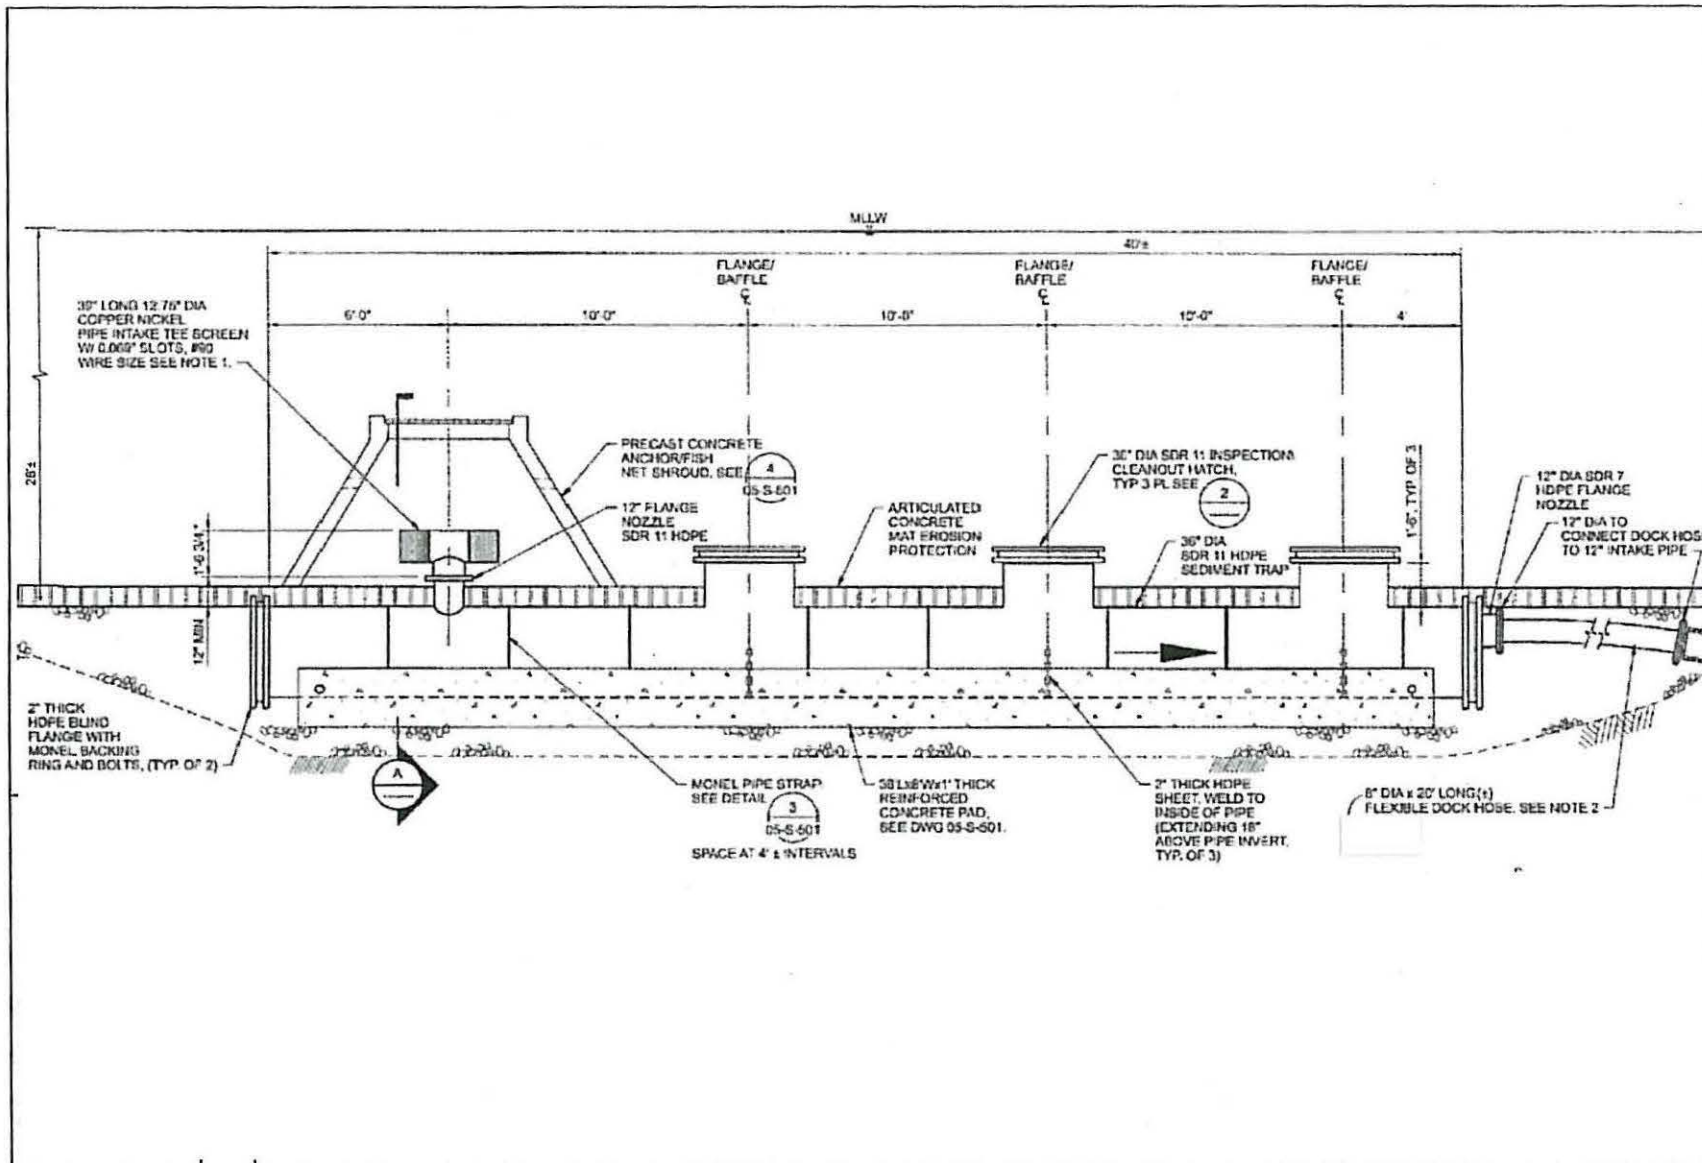 MLLW
40'±
FLANGE/
BAFFLE
℄
FLANGE/
BAFFLE
℄
FLANGE/
BAFFLE
℄
6'-0"
10'-0"
10'-0"
10'-0"
4'
39" LONG 12.75" DIA
COPPER NICKEL
PIPE INTAKE TEE SCREEN
W/ 0.069" SLOTS, #90
WIRE SIZE SEE NOTE 1.
28'±
PRECAST CONCRETE
ANCHOR/FISH
NET SHROUD. SEE
4
05-S-501
12" FLANGE
NOZZLE
SDR 11 HDPE
1'-6 3/4"
12" MIN
ARTICULATED
CONCRETE
MAT EROSION
PROTECTION
36" DIA SDR 11 INSPECTION/
CLEANOUT HATCH,
TYP 3 PL SEE
2
36" DIA
SDR 11 HDPE
SEDIMENT TRAP
1'-6", TYP. OF 3
12" DIA SDR 7
HDPE FLANGE
NOZZLE
12" DIA TO
CONNECT DOCK HOS
TO 12" INTAKE PIPE
2" THICK
HDPE BLIND
FLANGE WITH
MONEL BACKING
RING AND BOLTS, (TYP. OF 2)
A
MONEL PIPE STRAP
SEE DETAIL
3
05-S-501
SPACE AT 4' ± INTERVALS
38'Lx8'Wx1' THICK
REINFORCED
CONCRETE PAD,
SEE DWG 05-S-501.
2" THICK HDPE
SHEET, WELD TO
INSIDE OF PIPE
(EXTENDING 18"
ABOVE PIPE INVERT,
TYP. OF 3)
8" DIA x 20' LONG(±)
FLEXIBLE DOCK HOSE. SEE NOTE 2